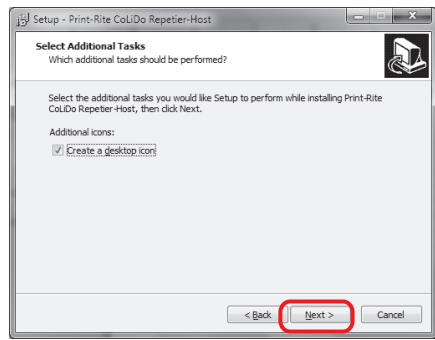 Setup - Print-Rite CoLiDo Repetier-Host
Select Additional Tasks
Which additional tasks should be performed?
Select the additional tasks you would like Setup to perform while installing Print-Rite
CoLiDo Repetier-Host, then click Next.
Additional icons:
Create a desktop icon
< Back Next > Cancel